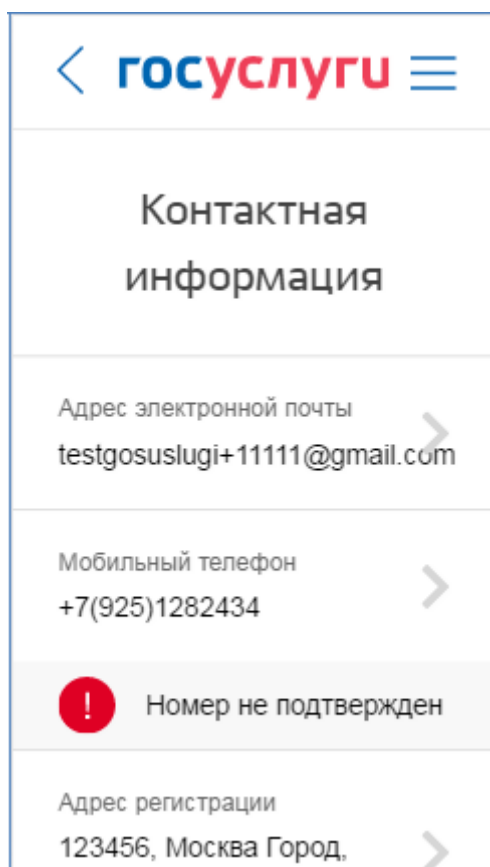 госуслуги
Контактная
информация
Адрес электронной почты
testgosuslugi+11111@gmail.com
Мобильный телефон
+7(925)1282434
! Номер не подтвержден
Адрес регистрации
123456, Москва Город,